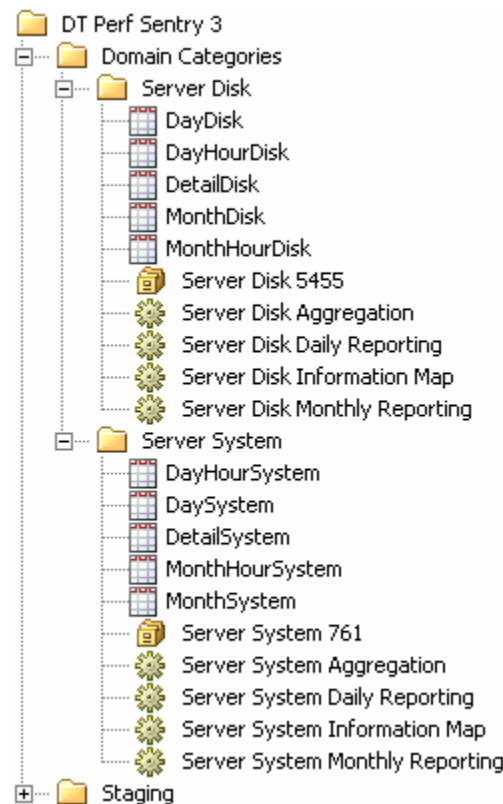 DT Perf Sentry 3
Domain Categories
Server Disk
DayDisk
DayHourDisk
DetailDisk
MonthDisk
MonthHourDisk
Server Disk 5455
Server Disk Aggregation
Server Disk Daily Reporting
Server Disk Information Map
Server Disk Monthly Reporting
Server System
DayHourSystem
DaySystem
DetailSystem
MonthHourSystem
MonthSystem
Server System 761
Server System Aggregation
Server System Daily Reporting
Server System Information Map
Server System Monthly Reporting
Staging